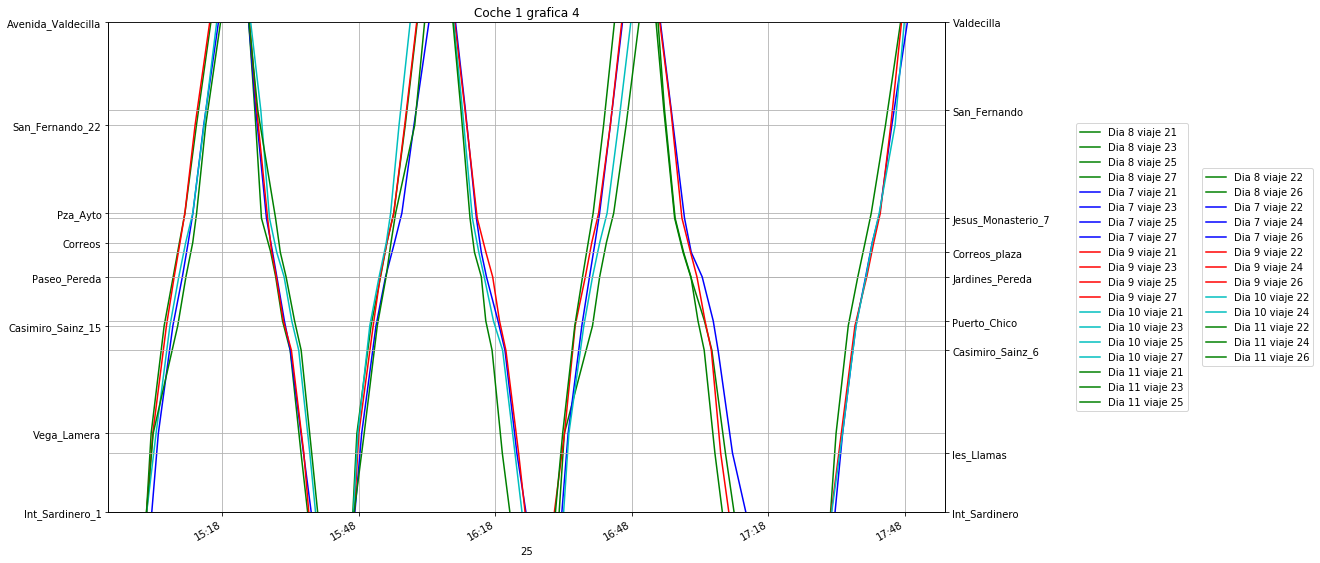 Coche 1 grafica 4
Avenida_Valdecilla
San_Fernando_22
Pza_Ayto
Correos
Paseo_Pereda
Casimiro_Sainz_15
Vega_Lamera
Int_Sardinero_1
Valdecilla
San_Fernando
Jesus_Monasterio_7
Correos_plaza
Jardines_Pereda
Puerto_Chico
Casimiro_Sainz_6
Ies_Llamas
Int_Sardinero
15:18
15:48
16:18
16:48
17:18
17:48
25
Dia 8 viaje 21
Dia 8 viaje 23
Dia 8 viaje 25
Dia 8 viaje 27
Dia 7 viaje 21
Dia 7 viaje 23
Dia 7 viaje 25
Dia 7 viaje 27
Dia 9 viaje 21
Dia 9 viaje 23
Dia 9 viaje 25
Dia 9 viaje 27
Dia 10 viaje 21
Dia 10 viaje 23
Dia 10 viaje 25
Dia 10 viaje 27
Dia 11 viaje 21
Dia 11 viaje 23
Dia 11 viaje 25
Dia 8 viaje 22
Dia 8 viaje 26
Dia 7 viaje 22
Dia 7 viaje 24
Dia 7 viaje 26
Dia 9 viaje 22
Dia 9 viaje 24
Dia 9 viaje 26
Dia 10 viaje 22
Dia 10 viaje 24
Dia 11 viaje 22
Dia 11 viaje 24
Dia 11 viaje 26